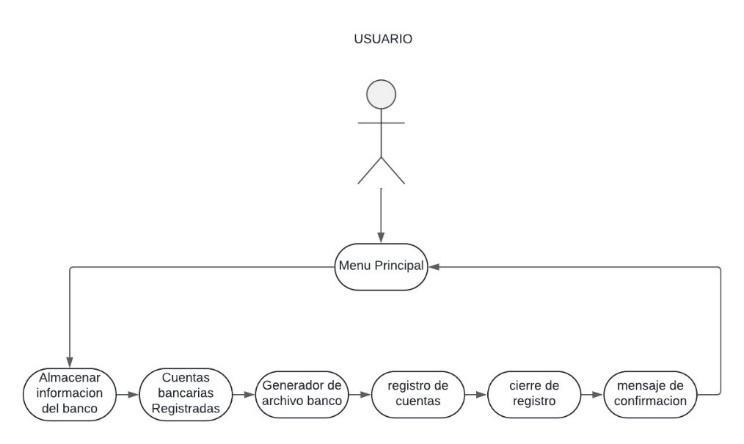 USUARIO
Menu Principal
Almacenar
informacion
del banco
Cuentas
bancarias
Registradas
Generador de
archivo banco
registro de
cuentas
cierre de
registro
mensaje de
confirmacion